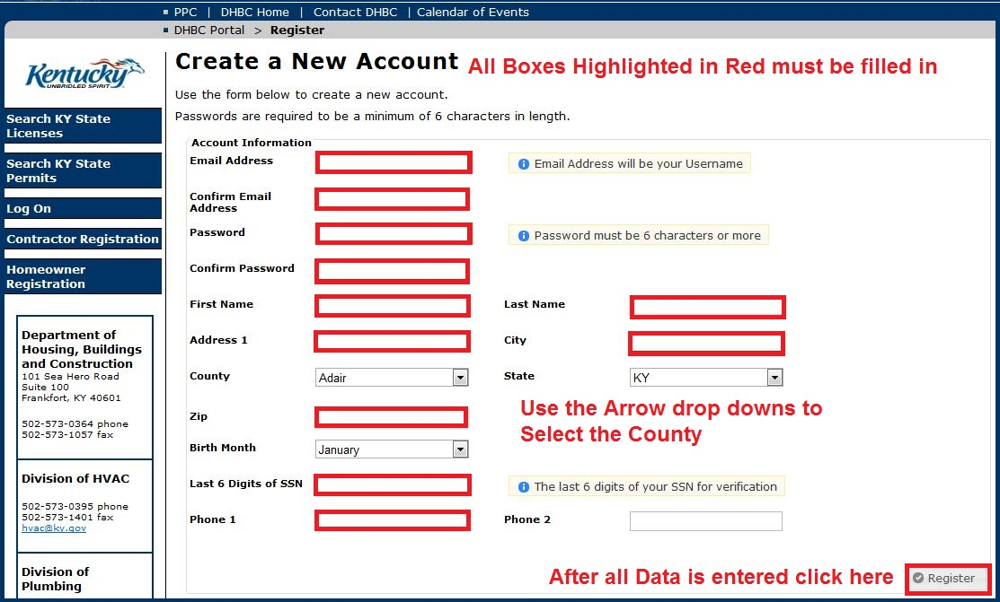 PPC | DHBC Home | Contact DHBC | Calendar of Events
DHBC Portal > Register
Kentucky
UNBRIDLED SPIRIT
Search KY State
Licenses
Search KY State
Permits
Log On
Contractor Registration
Homeowner
Registration
Department of
Housing, Buildings
and Construction
101 Sea Hero Road
Suite 100
Frankfort, KY 40601
502-573-0364 phone
502-573-1057 fax
Division of HVAC
502-573-0395 phone
502-573-1401 fax
hvac@ky.gov
Division of
Plumbing
Create a New Account All Boxes Highlighted in Red must be filled in
Use the form below to create a new account.
Passwords are required to be a minimum of 6 characters in length.
Account Information
Email Address Email Address will be your Username
Confirm Email
Address
Password Password must be 6 characters or more
Confirm Password
First Name Last Name
Address 1 City
County Adair State KY
Use the Arrow drop downs to
Select the County
Zip
Birth Month January
Last 6 Digits of SSN The last 6 digits of your SSN for verification
Phone 1 Phone 2
After all Data is entered click here Register